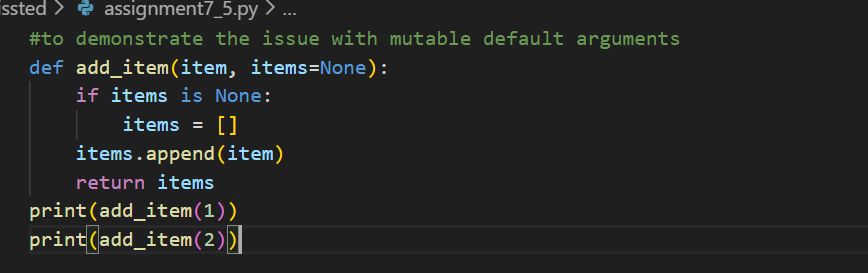 issted > assignment7_5.py > ...
#to demonstrate the issue with mutable default arguments
def add_item(item, items=None):
    if items is None:
        items = []
    items.append(item)
    return items
print(add_item(1))
print(add_item(2))